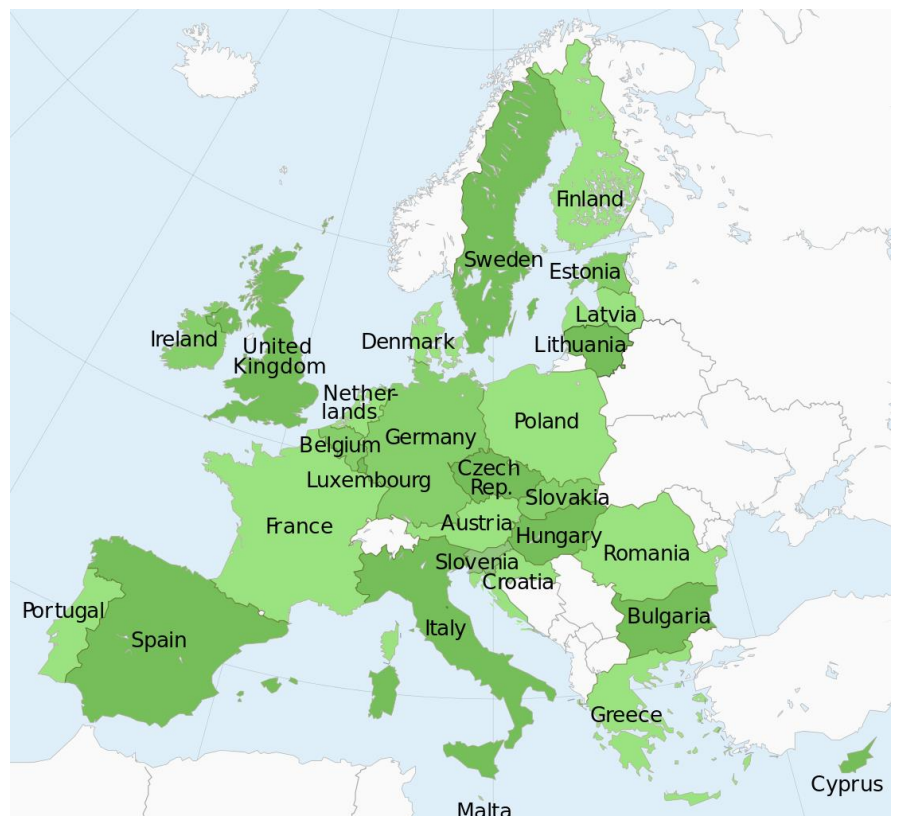 Finland
Sweden
Estonia
Latvia
Ireland
United
Kingdom
Denmark
Lithuania
Nether-
lands
Belgium
Germany
Poland
Luxembourg
Czech
Rep.
Slovakia
France
Austria
Hungary
Romania
Slovenia
Croatia
Portugal
Spain
Italy
Bulgaria
Greece
Cyprus
Malta